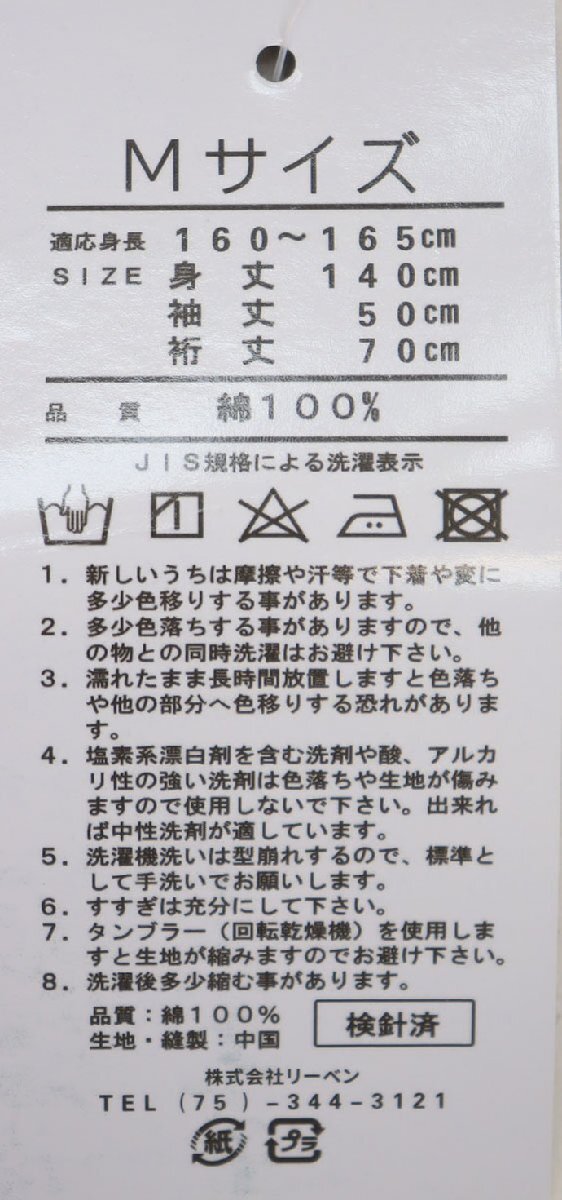 Mサイズ
適応身長 160～165cm
SIZE 身丈 140cm
袖丈 50cm
裄丈 70cm
品質 綿100%
JIS規格による洗濯表示
1．新しいうちは摩擦や汗等で下着や変に
多少色移りする事があります。
2．多少色落ちする事がありますので、他
の物との同時洗濯はお避け下さい。
3．濡れたまま長時間放置しますと色落ち
や他の部分へ色移りする恐れがありま
す。
4．塩素系漂白剤を含む洗剤や酸、アルカ
リ性の強い洗剤は色落ちや生地が傷み
ますので使用しないで下さい。出来れ
ば中性洗剤が適しています。
5．洗濯機洗いは型崩れするので、標準と
して手洗いでお願いします。
6．すすぎは充分にして下さい。
7．タンブラー（回転乾燥機）を使用しま
すと生地が縮みますのでお避け下さい。
8．洗濯後多少縮む事があります。
品質：綿100%
生地・縫製：中国
検針済
株式会社リーベン
TEL (75) -344-3121
紙 プラ